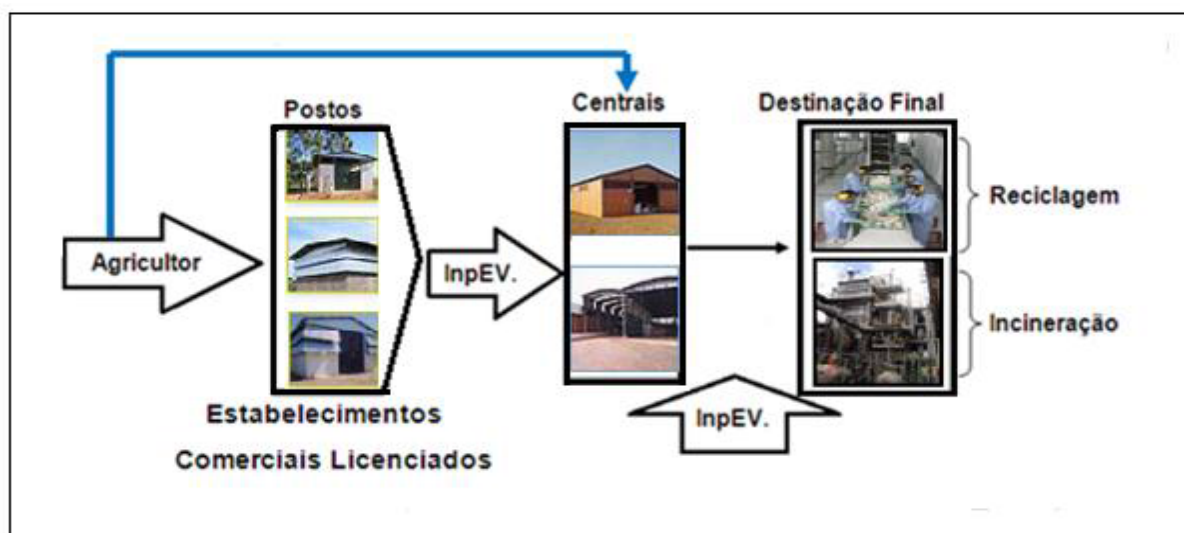 Postos
Centrais
Destinação Final
Agricultor
InpEV.
Reciclagem
Incineração
InpEV.
Estabelecimentos
Comerciais Licenciados